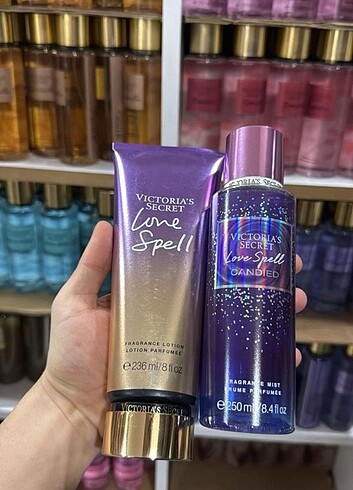 VICTORIA'S
SECRET
Love
Spell
FRAGRANCE LOTION
LOTION PARFUMÉE
℮236 ml/8 fl oz
VICTORIA'S SECRET
VICTORIA'S SECRET
VICTORIA'S
SECRET
Love Spell
CANDIED
FRAGRANCE MIST
BRUME PARFUMÉE
℮250 ml/8.4 fl oz